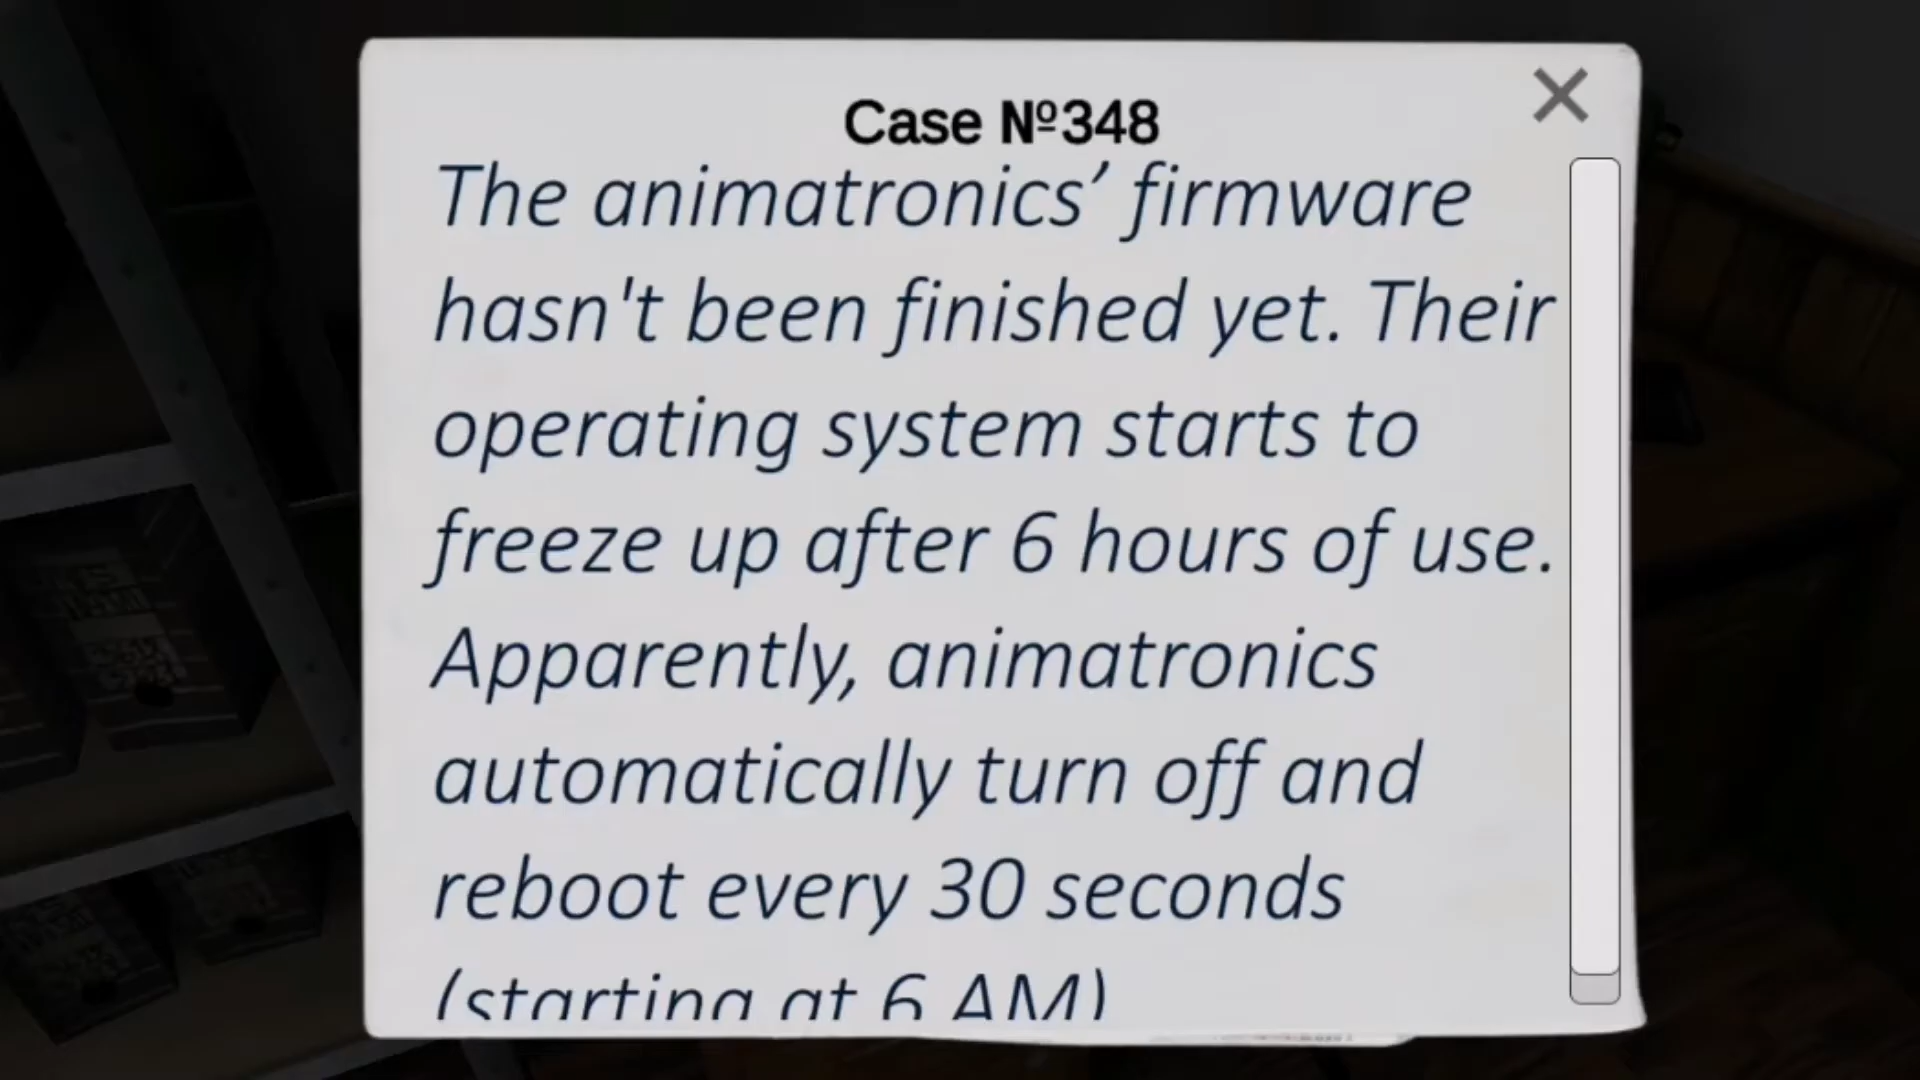 Case №348
The animatronics’ firmware
hasn't been finished yet. Their
operating system starts to
freeze up after 6 hours of use.
Apparently, animatronics
automatically turn off and
reboot every 30 seconds
(starting at 6 AM)